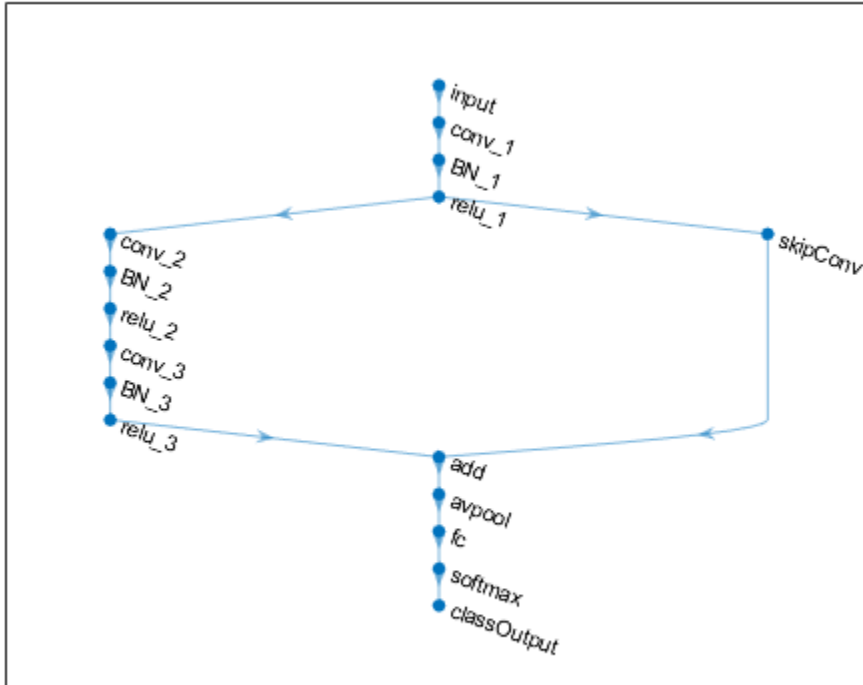 input
conv_1
BN_1
relu_1
conv_2
BN_2
relu_2
conv_3
BN_3
relu_3
skipConv
add
avpool
fc
softmax
classOutput